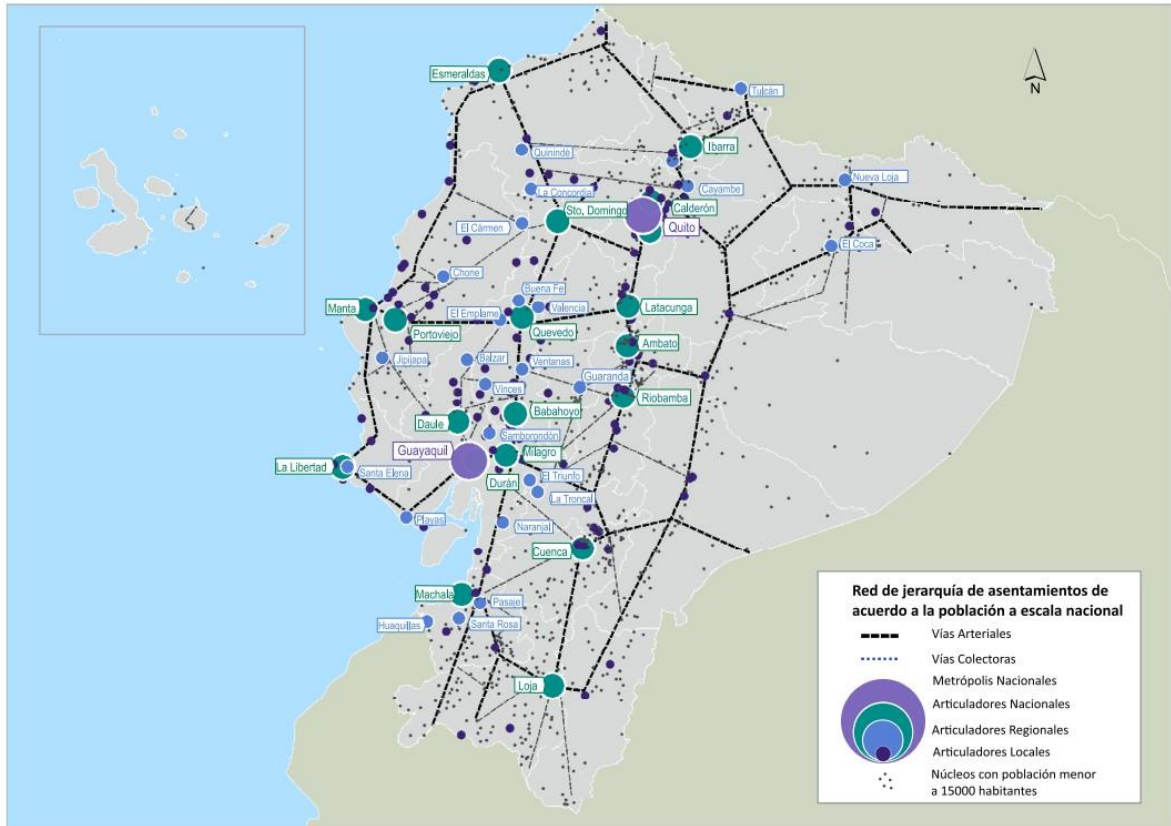 N
Esmeraldas
Tulcán
Quinindé
Ibarra
La Concordia
Cayambe
Nueva Loja
Sto. Domingo
Calderón
El Cármen
Quito
El Coca
Chone
Buena Fe
Manta
El Emplame
Valencia
Latacunga
Portoviejo
Quevedo
Ambato
Jipijapa
Balzar
Ventanas
Guaranda
Vinces
Riobamba
Daule
Babahoyo
Samborondón
Guayaquil
Milagro
La Libertad
Santa Elena
Durán
El Triunfo
La Troncal
Playas
Naranjal
Cuenca
Machala
Pasaje
Huaquillas
Santa Rosa
Loja
Red de jerarquía de asentamientos de
acuerdo a la población a escala nacional
Vías Arteriales
Vías Colectoras
Metrópolis Nacionales
Articuladores Nacionales
Articuladores Regionales
Articuladores Locales
Núcleos con población menor
a 15000 habitantes